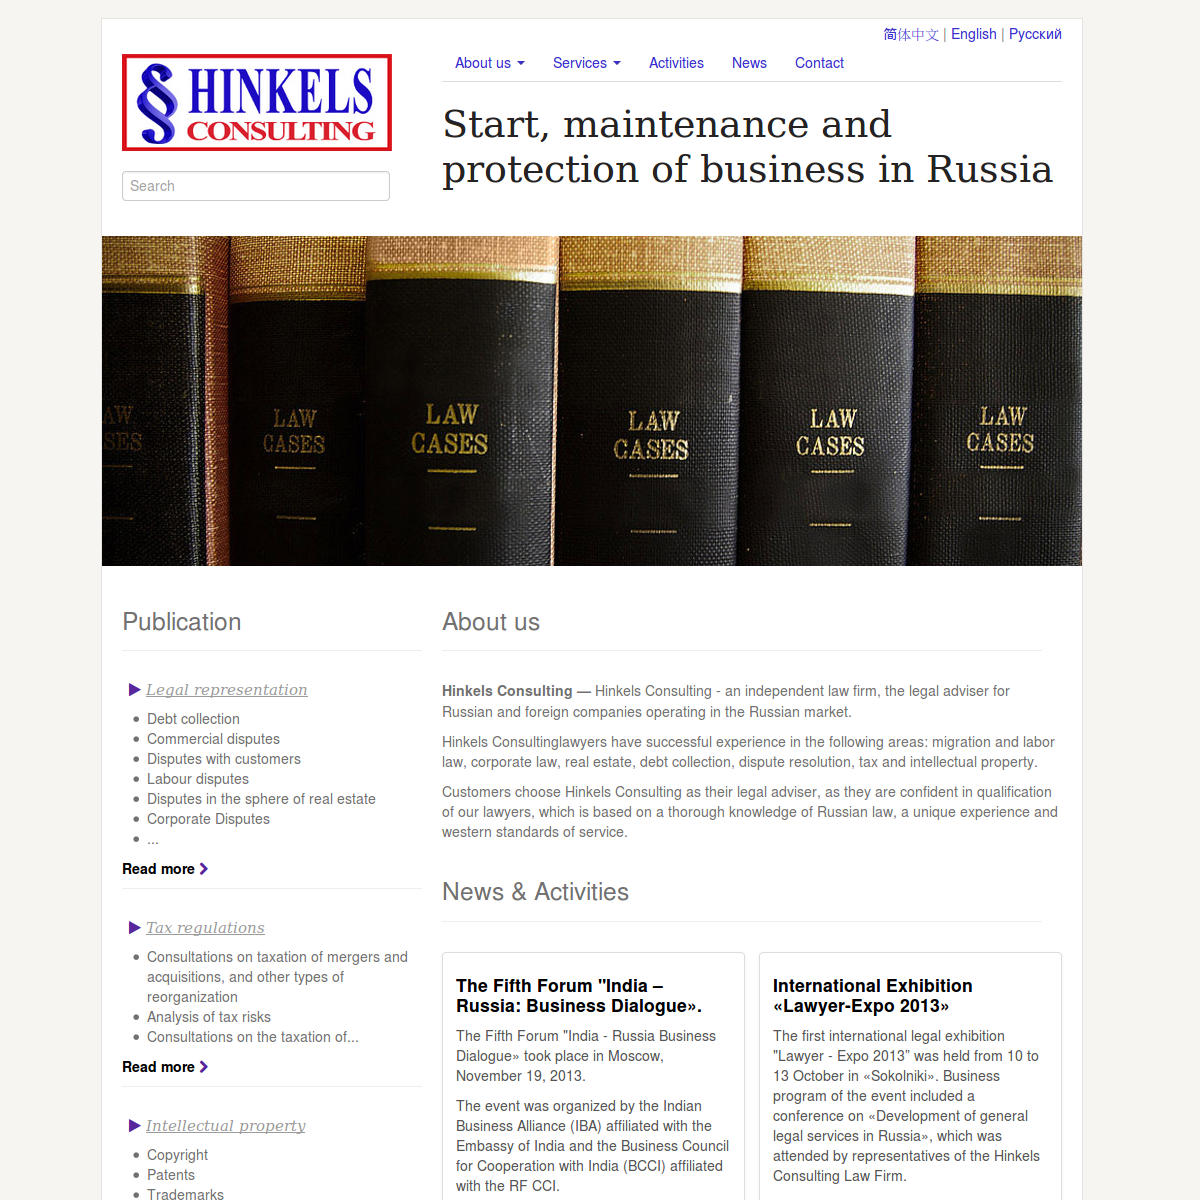 简体中文 | English | Русский
HINKELS
CONSULTING
About us
Services
Activities
News
Contact
Search
Start, maintenance and
protection of business in Russia
AW
SES
LAW
CASES
LAW
CASES
LAW
CASES
LAW
CASES
LAW
CASES
Publication
Legal representation
Debt collection
Commercial disputes
Disputes with customers
Labour disputes
Disputes in the sphere of real estate
Corporate Disputes
...
Read more
Tax regulations
Consultations on taxation of mergers and
acquisitions, and other types of
reorganization
Analysis of tax risks
Consultations on the taxation of...
Read more
Intellectual property
Copyright
Patents
Trademarks
About us
Hinkels Consulting — Hinkels Consulting - an independent law firm, the legal adviser for
Russian and foreign companies operating in the Russian market.
Hinkels Consultinglawyers have successful experience in the following areas: migration and labor
law, corporate law, real estate, debt collection, dispute resolution, tax and intellectual property.
Customers choose Hinkels Consulting as their legal adviser, as they are confident in qualification
of our lawyers, which is based on a thorough knowledge of Russian law, a unique experience and
western standards of service.
News & Activities
The Fifth Forum "India –
Russia: Business Dialogue».
The Fifth Forum "India - Russia Business
Dialogue» took place in Moscow,
November 19, 2013.
The event was organized by the Indian
Business Alliance (IBA) affiliated with the
Embassy of India and the Business Council
for Cooperation with India (BCCI) affiliated
with the RF CCI.
International Exhibition
«Lawyer-Expo 2013»
The first international legal exhibition
"Lawyer - Expo 2013" was held from 10 to
13 October in «Sokolniki». Business
program of the event included a
conference on «Development of general
legal services in Russia», which was
attended by representatives of the Hinkels
Consulting Law Firm.